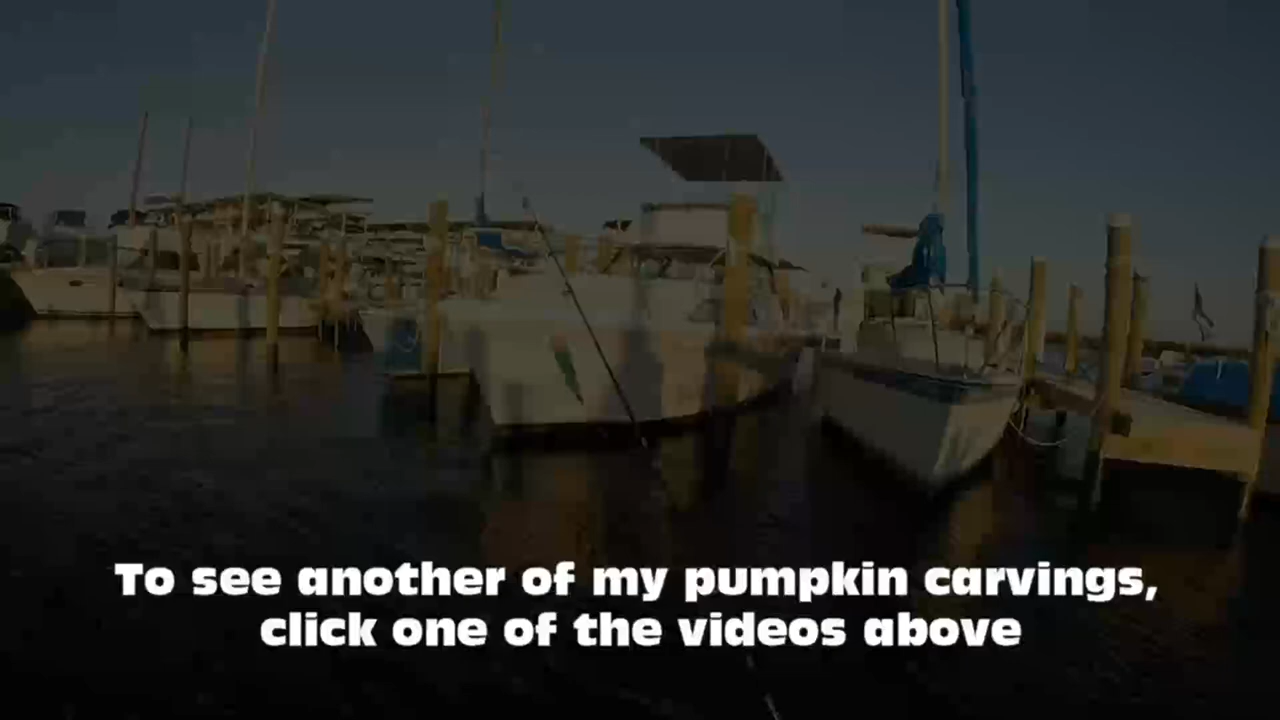 To see another of my pumpkin carvings,
click one of the videos above